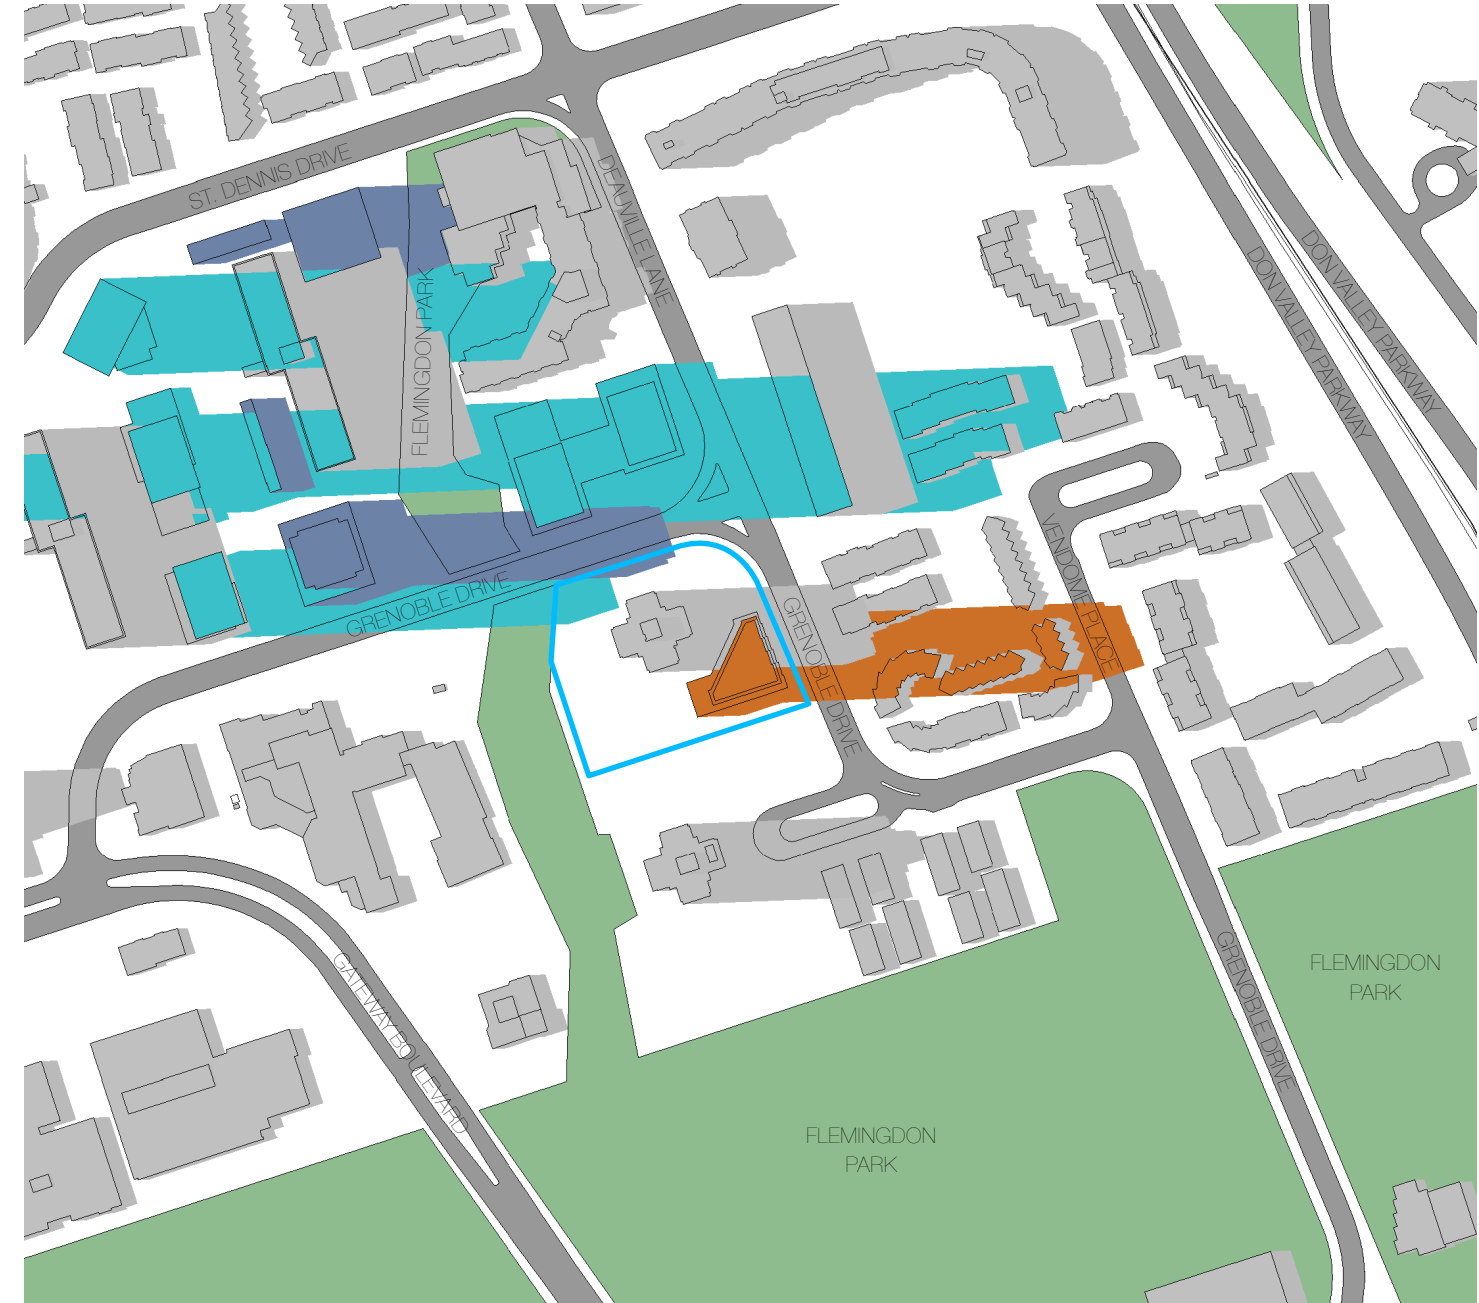 ST. DENNIS DRIVE
DEAUVILLE LANE
DON VALLEY PARKWAY
DON VALLEY PARKWAY
FLEMINGDON PARK
GRENOBLE DRIVE
VENDOME PLACE
GRENOBLE DRIVE
GATEWAY BOULEVARD
GRENOBLE DRIVE
FLEMINGDON
PARK
FLEMINGDON
PARK